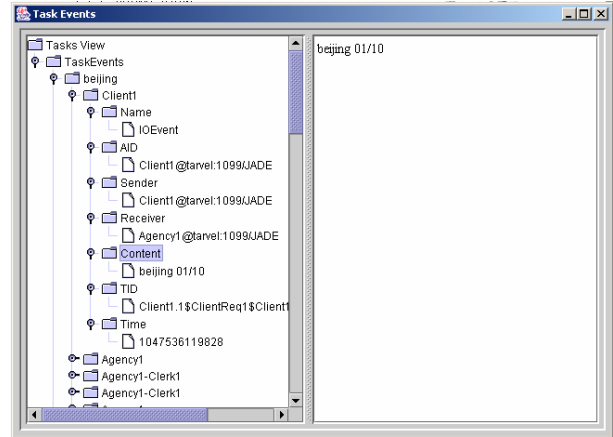 Task Events
Tasks View
TaskEvents
beijing
Client1
Name
IOEvent
AID
Client1@tarvel:1099/JADE
Sender
Client1@tarvel:1099/JADE
Receiver
Agency1@tarvel:1099/JADE
Content
beijing 01/10
TID
Client1.1$ClientReq1$Client1
Time
1047536119828
Agency1
Agency1-Clerk1
Agency1-Clerk1
beijing 01/10